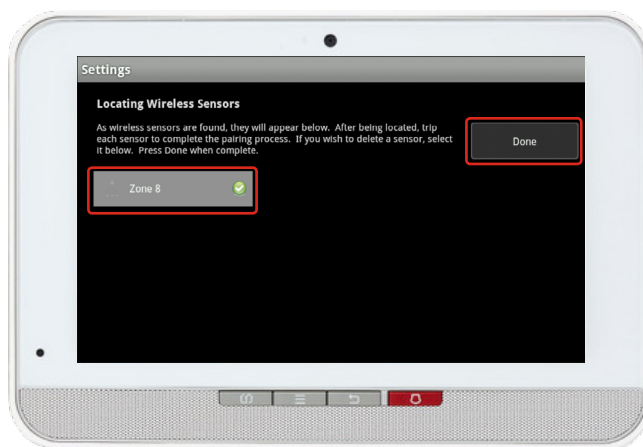 Settings
Locating Wireless Sensors
As wireless sensors are found, they will appear below. After being located, trip
each sensor to complete the pairing process. If you wish to delete a sensor, select
it below. Press Done when complete.
Done
Zone 8